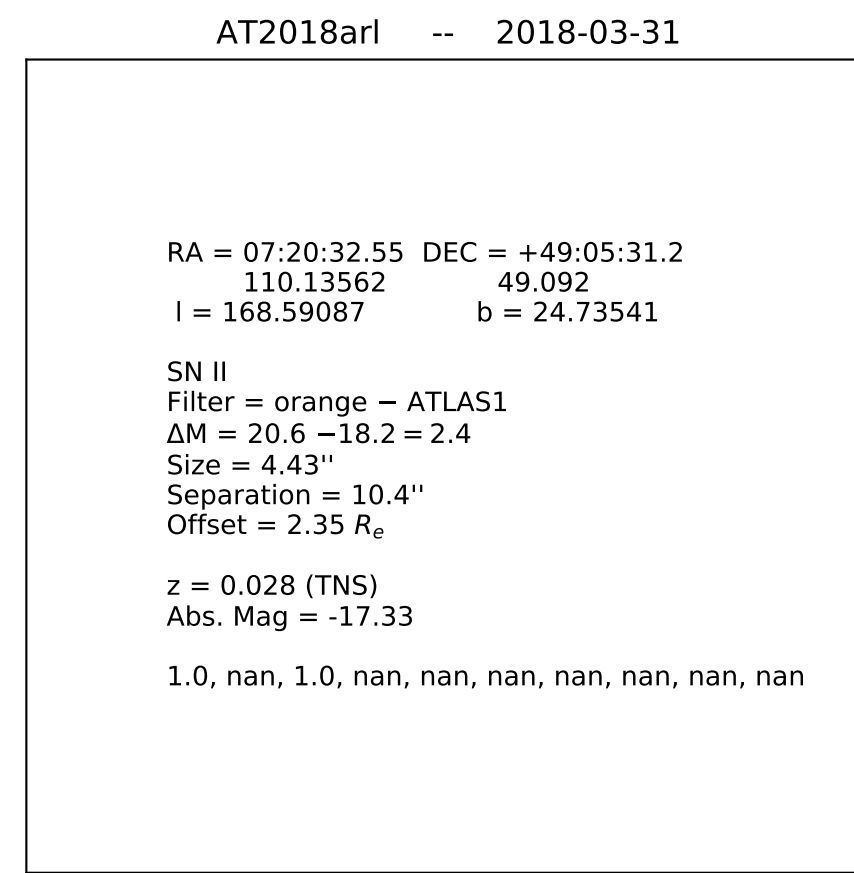 AT2018arl -- 2018-03-31
RA = 07:20:32.55 DEC = +49:05:31.2
110.13562 49.092
l = 168.59087 b = 24.73541
SN II
Filter = orange − ATLAS1
ΔM = 20.6 −18.2 = 2.4
Size = 4.43''
Separation = 10.4''
Offset = 2.35 Rₑ
z = 0.028 (TNS)
Abs. Mag = -17.33
1.0, nan, 1.0, nan, nan, nan, nan, nan, nan, nan